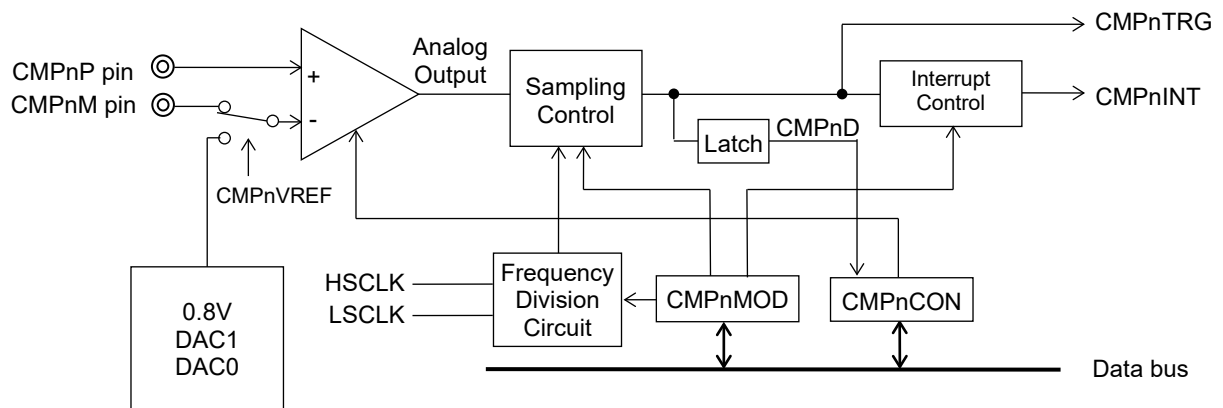 CMPnTRG
Analog
Output
CMPnP pin
+
Sampling
Control
Interrupt
Control
CMPnINT
CMPnM pin
-
CMPnD
Latch
CMPnVREF
HSCLK
LSCLK
Frequency
Division
Circuit
CMPnMOD
CMPnCON
0.8V
DAC1
DAC0
Data bus